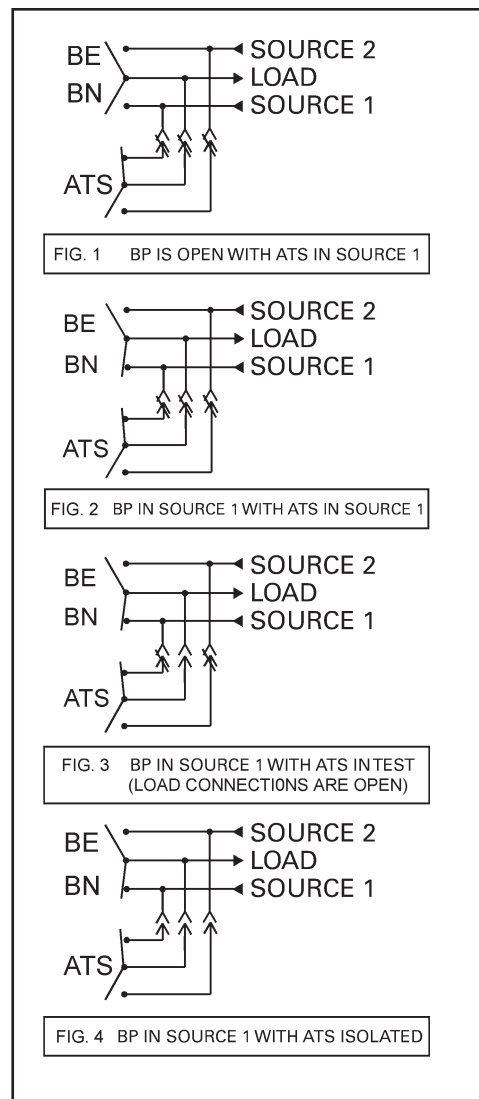 BE
SOURCE 2
LOAD
BN
SOURCE 1
ATS
FIG. 1 BP IS OPEN WITH ATS IN SOURCE 1
SOURCE 2
BE
LOAD
BN
SOURCE 1
ATS
FIG. 2 BP IN SOURCE 1 WITH ATS IN SOURCE 1
SOURCE 2
BE
LOAD
BN
SOURCE 1
ATS
FIG. 3 BP IN SOURCE 1 WITH ATS IN TEST
(LOAD CONNECTIONS ARE OPEN)
SOURCE 2
BE
LOAD
BN
SOURCE 1
ATS
FIG. 4 BP IN SOURCE 1 WITH ATS ISOLATED